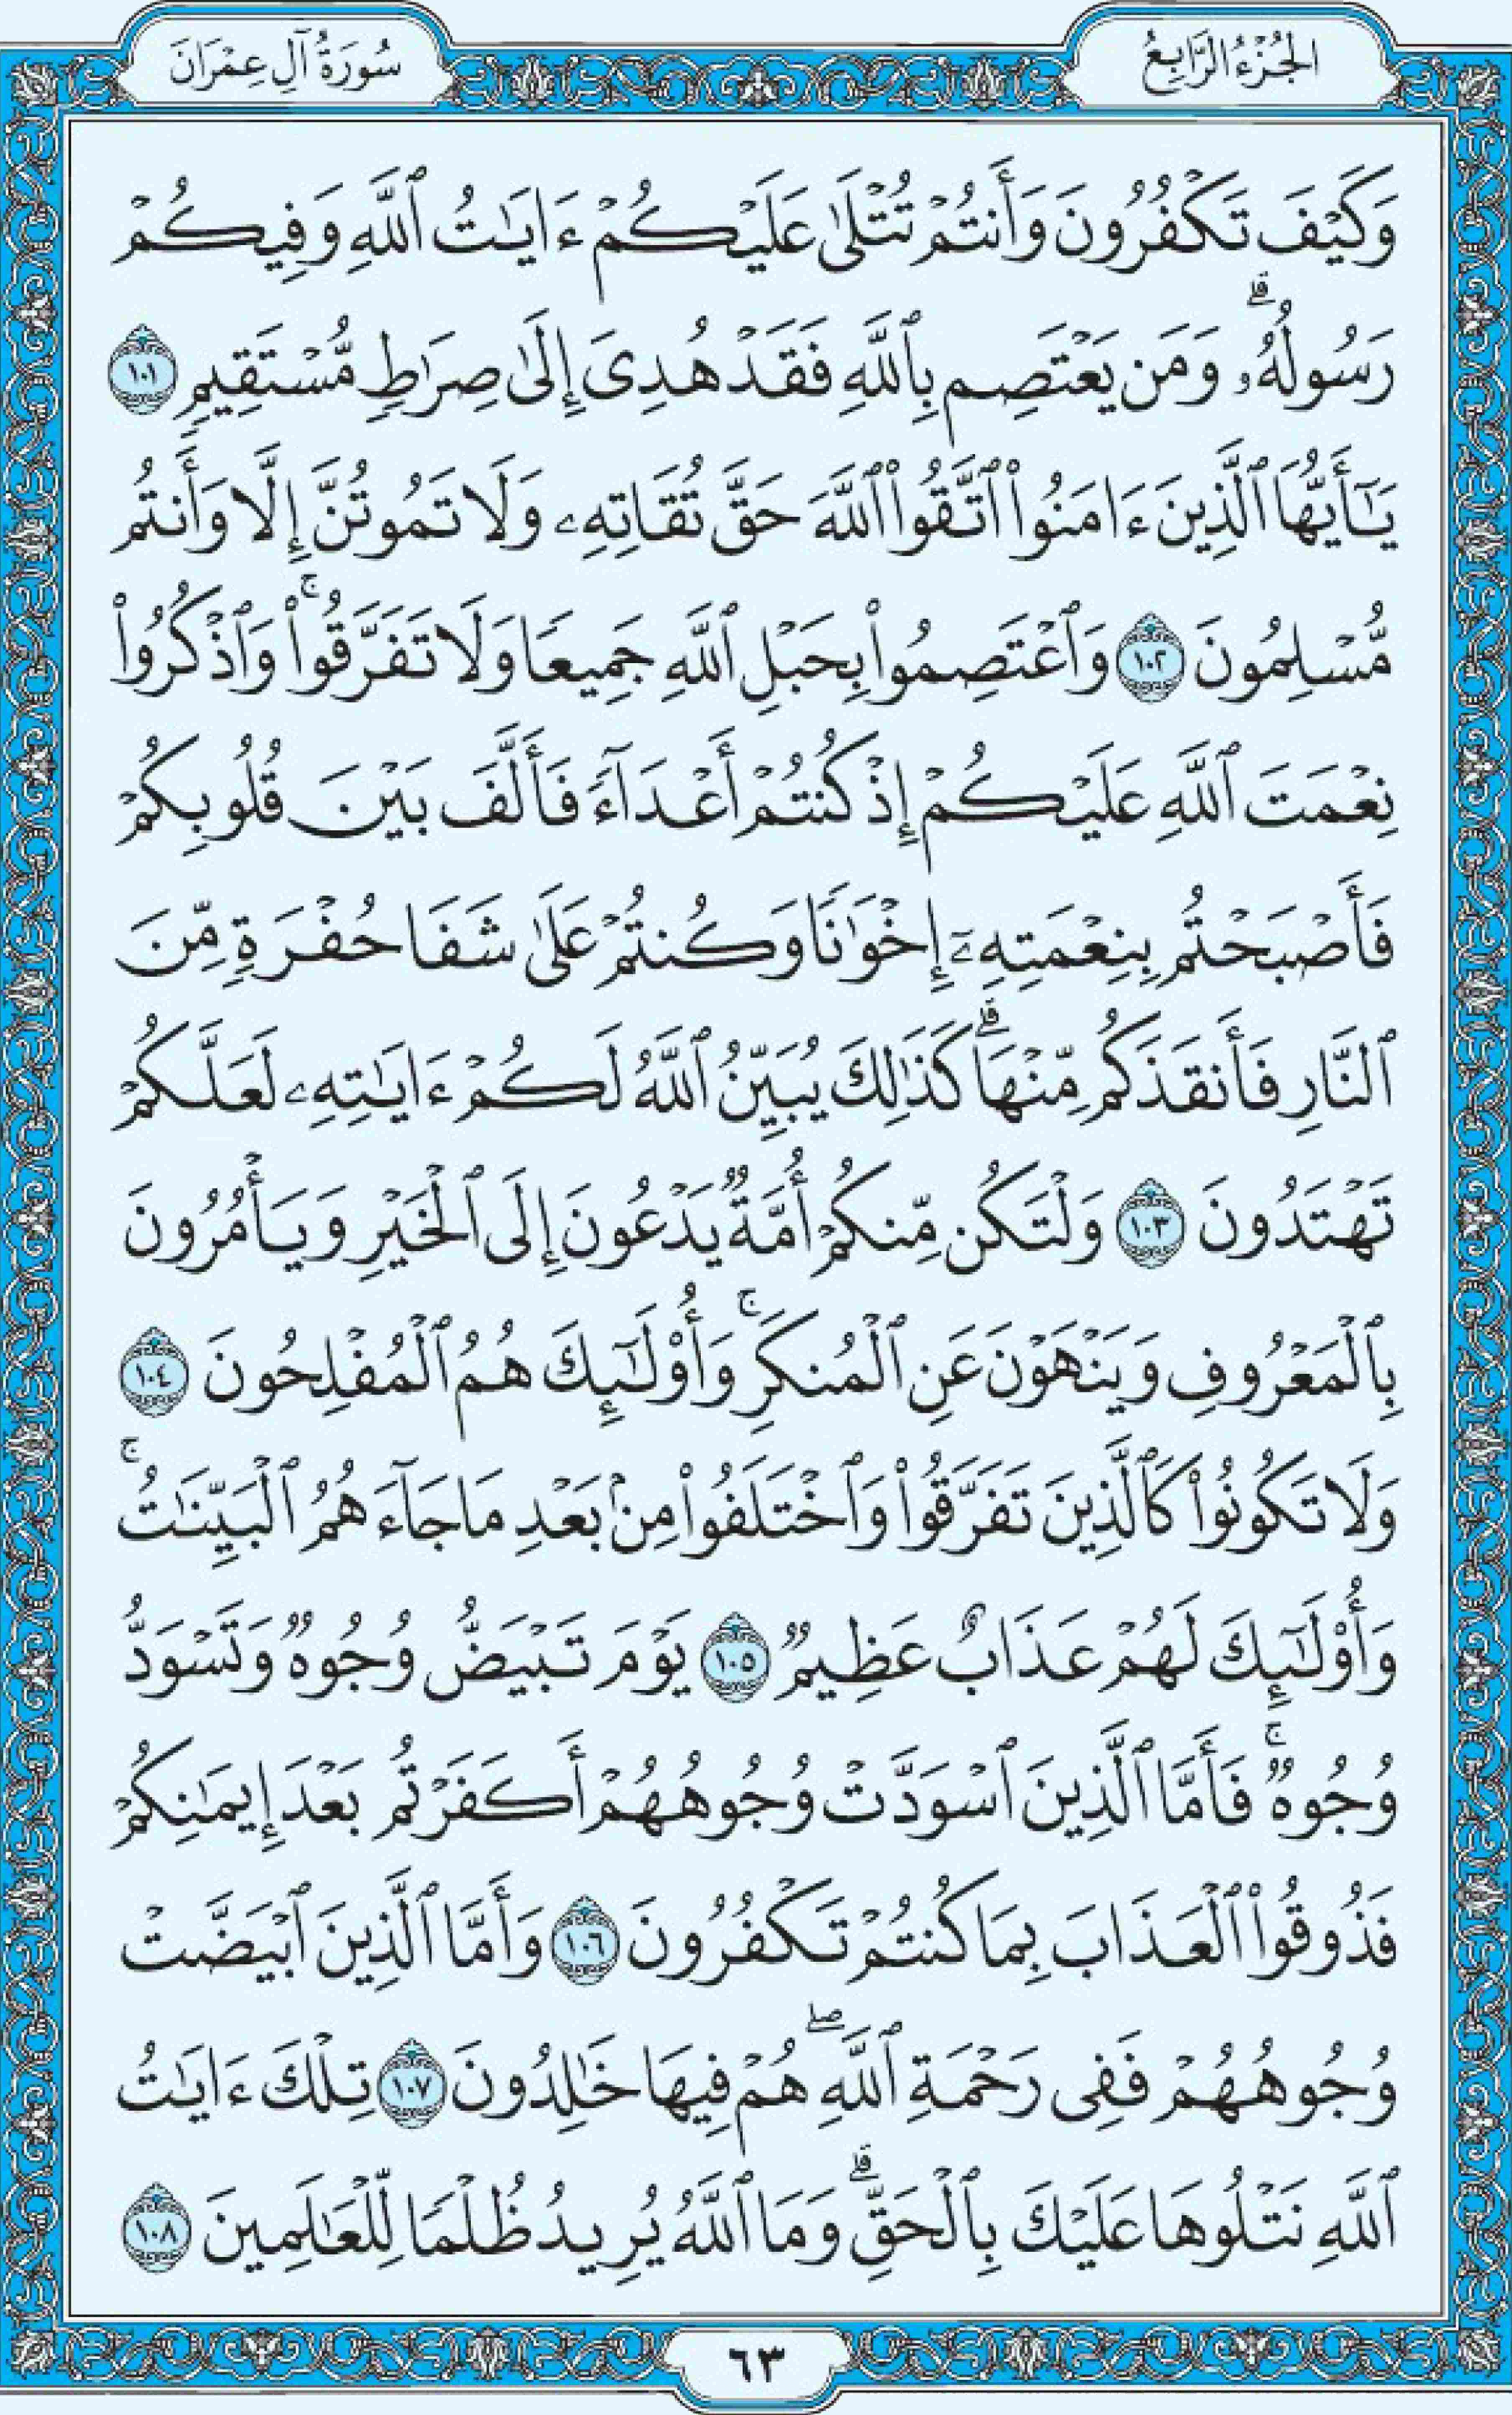 الجُزْءُ الرَّابِعُ
سُورَةُ آلِ عِمْرَانَ
وَكَيْفَ تَكْفُرُونَ وَأَنتُمْ تُتْلَىٰ عَلَيْكُمْ ءَايَٰتُ ٱللَّهِ وَفِيكُمْ
رَسُولُهُۥۗ وَمَن يَعْتَصِم بِٱللَّهِ فَقَدْ هُدِىَ إِلَىٰ صِرَٰطٍ مُّسْتَقِيمٍ ١٠١
يَٰٓأَيُّهَا ٱلَّذِينَ ءَامَنُوا۟ ٱتَّقُوا۟ ٱللَّهَ حَقَّ تُقَاتِهِۦ وَلَا تَمُوتُنَّ إِلَّا وَأَنتُم
مُّسْلِمُونَ ١٠٢ وَٱعْتَصِمُوا۟ بِحَبْلِ ٱللَّهِ جَمِيعًا وَلَا تَفَرَّقُوا۟ۚ وَٱذْكُرُوا۟
نِعْمَتَ ٱللَّهِ عَلَيْكُمْ إِذْ كُنتُمْ أَعْدَآءً فَأَلَّفَ بَيْنَ قُلُوبِكُمْ
فَأَصْبَحْتُم بِنِعْمَتِهِۦٓ إِخْوَٰنًا وَكُنتُمْ عَلَىٰ شَفَا حُفْرَةٍ مِّنَ
ٱلنَّارِ فَأَنقَذَكُم مِّنْهَاۗ كَذَٰلِكَ يُبَيِّنُ ٱللَّهُ لَكُمْ ءَايَٰتِهِۦ لَعَلَّكُمْ
تَهْتَدُونَ ١٠٣ وَلْتَكُن مِّنكُمْ أُمَّةٌ يَدْعُونَ إِلَى ٱلْخَيْرِ وَيَأْمُرُونَ
بِٱلْمَعْرُوفِ وَيَنْهَوْنَ عَنِ ٱلْمُنكَرِۚ وَأُو۟لَٰٓئِكَ هُمُ ٱلْمُفْلِحُونَ ١٠٤
وَلَا تَكُونُوا۟ كَٱلَّذِينَ تَفَرَّقُوا۟ وَٱخْتَلَفُوا۟ مِنۢ بَعْدِ مَا جَآءَهُمُ ٱلْبَيِّنَٰتُۚ
وَأُو۟لَٰٓئِكَ لَهُمْ عَذَابٌ عَظِيمٌ ١٠٥ يَوْمَ تَبْيَضُّ وُجُوهٌ وَتَسْوَدُّ
وُجُوهٌۚ فَأَمَّا ٱلَّذِينَ ٱسْوَدَّتْ وُجُوهُهُمْ أَكَفَرْتُم بَعْدَ إِيمَٰنِكُمْ
فَذُوقُوا۟ ٱلْعَذَابَ بِمَا كُنتُمْ تَكْفُرُونَ ١٠٦ وَأَمَّا ٱلَّذِينَ ٱبْيَضَّتْ
وُجُوهُهُمْ فَفِى رَحْمَةِ ٱللَّهِۖ هُمْ فِيهَا خَٰلِدُونَ ١٠٧ تِلْكَ ءَايَٰتُ
ٱللَّهِ نَتْلُوهَا عَلَيْكَ بِٱلْحَقِّۗ وَمَا ٱللَّهُ يُرِيدُ ظُلْمًا لِّلْعَٰلَمِينَ ١٠٨
٦٣